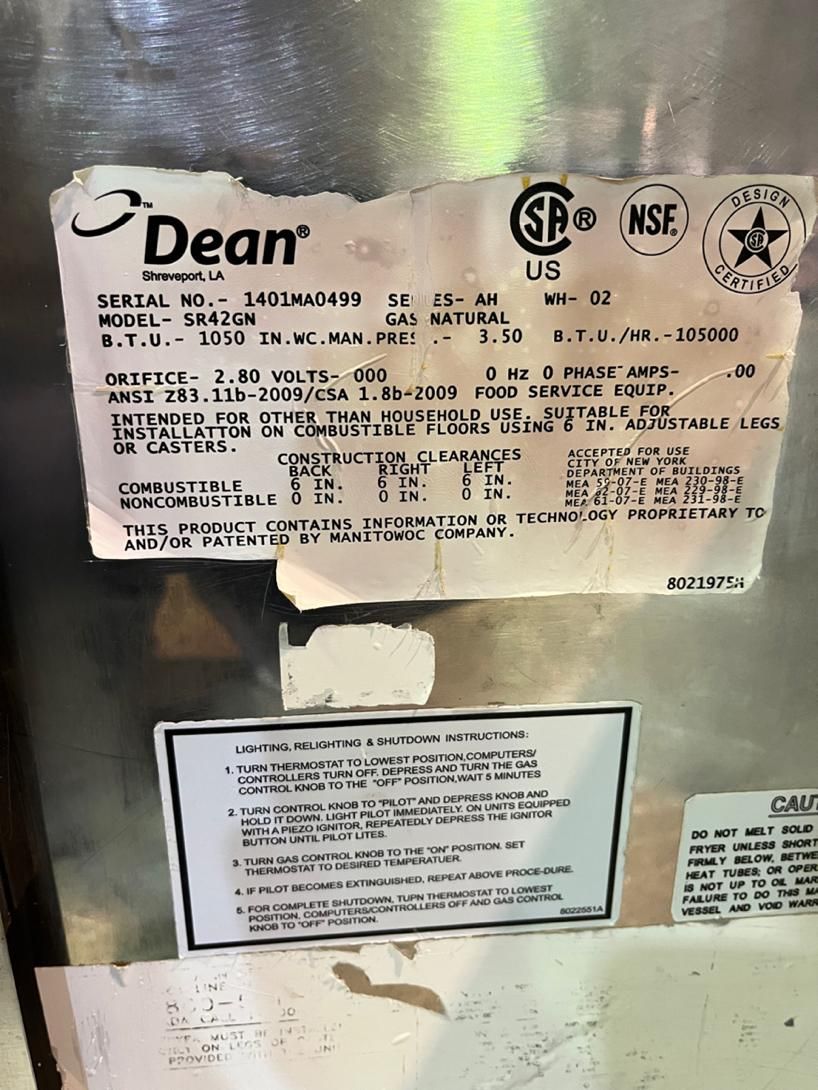 Dean®
Shreveport, LA
SA ®
US
NSF®
DESIGN
SA
CERTIFIED
SERIAL NO.- 1401MA0499 SE ES- AH WH- 02
MODEL- SR42GN GAS NATURAL
B.T.U.- 1050 IN.WC.MAN.PRES .- 3.50 B.T.U./HR.-105000
ORIFICE- 2.80 VOLTS- 000 0 Hz 0 PHASE AMPS- .00
ANSI Z83.11b-2009/CSA 1.8b-2009 FOOD SERVICE EQUIP.
INTENDED FOR OTHER THAN HOUSEHOLD USE. SUITABLE FOR
INSTALLATTON ON COMBUSTIBLE FLOORS USING 6 IN. ADJUSTABLE LEGS
OR CASTERS.
CONSTRUCTION CLEARANCES
BACK RIGHT LEFT
COMBUSTIBLE 6 IN. 6 IN. 6 IN.
NONCOMBUSTIBLE 0 IN. 0 IN. 0 IN.
ACCEPTED FOR USE
CITY OF NEW YORK
DEPARTMENT OF BUILDINGS
MEA 59-07-E MEA 230-98-E
MEA 62-07-E MEA 229-98-E
MEA 61-07-E MEA 231-98-E
THIS PRODUCT CONTAINS INFORMATION OR TECHNOLOGY PROPRIETARY TO
AND/OR PATENTED BY MANITOWOC COMPANY.
8021975H
LIGHTING, RELIGHTING & SHUTDOWN INSTRUCTIONS:
1. TURN THERMOSTAT TO LOWEST POSITION,COMPUTERS/
CONTROLLERS TURN OFF. DEPRESS AND TURN THE GAS
CONTROL KNOB TO THE "OFF" POSITION,WAIT 5 MINUTES
2. TURN CONTROL KNOB TO "PILOT" AND DEPRESS KNOB AND
HOLD IT DOWN. LIGHT PILOT IMMEDIATELY. ON UNITS EQUIPPED
WITH A PIEZO IGNITOR, REPEATEDLY DEPRESS THE IGNITOR
BUTTON UNTIL PILOT LITES.
3. TURN GAS CONTROL KNOB TO THE "ON" POSITION. SET
THERMOSTAT TO DESIRED TEMPERATUER.
4. IF PILOT BECOMES EXTINGUISHED, REPEAT ABOVE PROCE-DURE.
5. FOR COMPLETE SHUTDOWN, TUPN THERMOSTAT TO LOWEST
POSITION, COMPUTERS/CONTROLLERS OFF AND GAS CONTROL
KNOB TO "OFF" POSITION.
8022551A
CAUT
DO NOT MELT SOLID
FRYER UNLESS SHORT
FIRMLY BELOW, BETWE
HEAT TUBES; OR OPER
IS NOT UP TO OIL MAR
FAILURE TO DO THIS MA
VESSEL AND VOID WARR
LINE
CALL
MUST
ON LEGS
PROVIDED